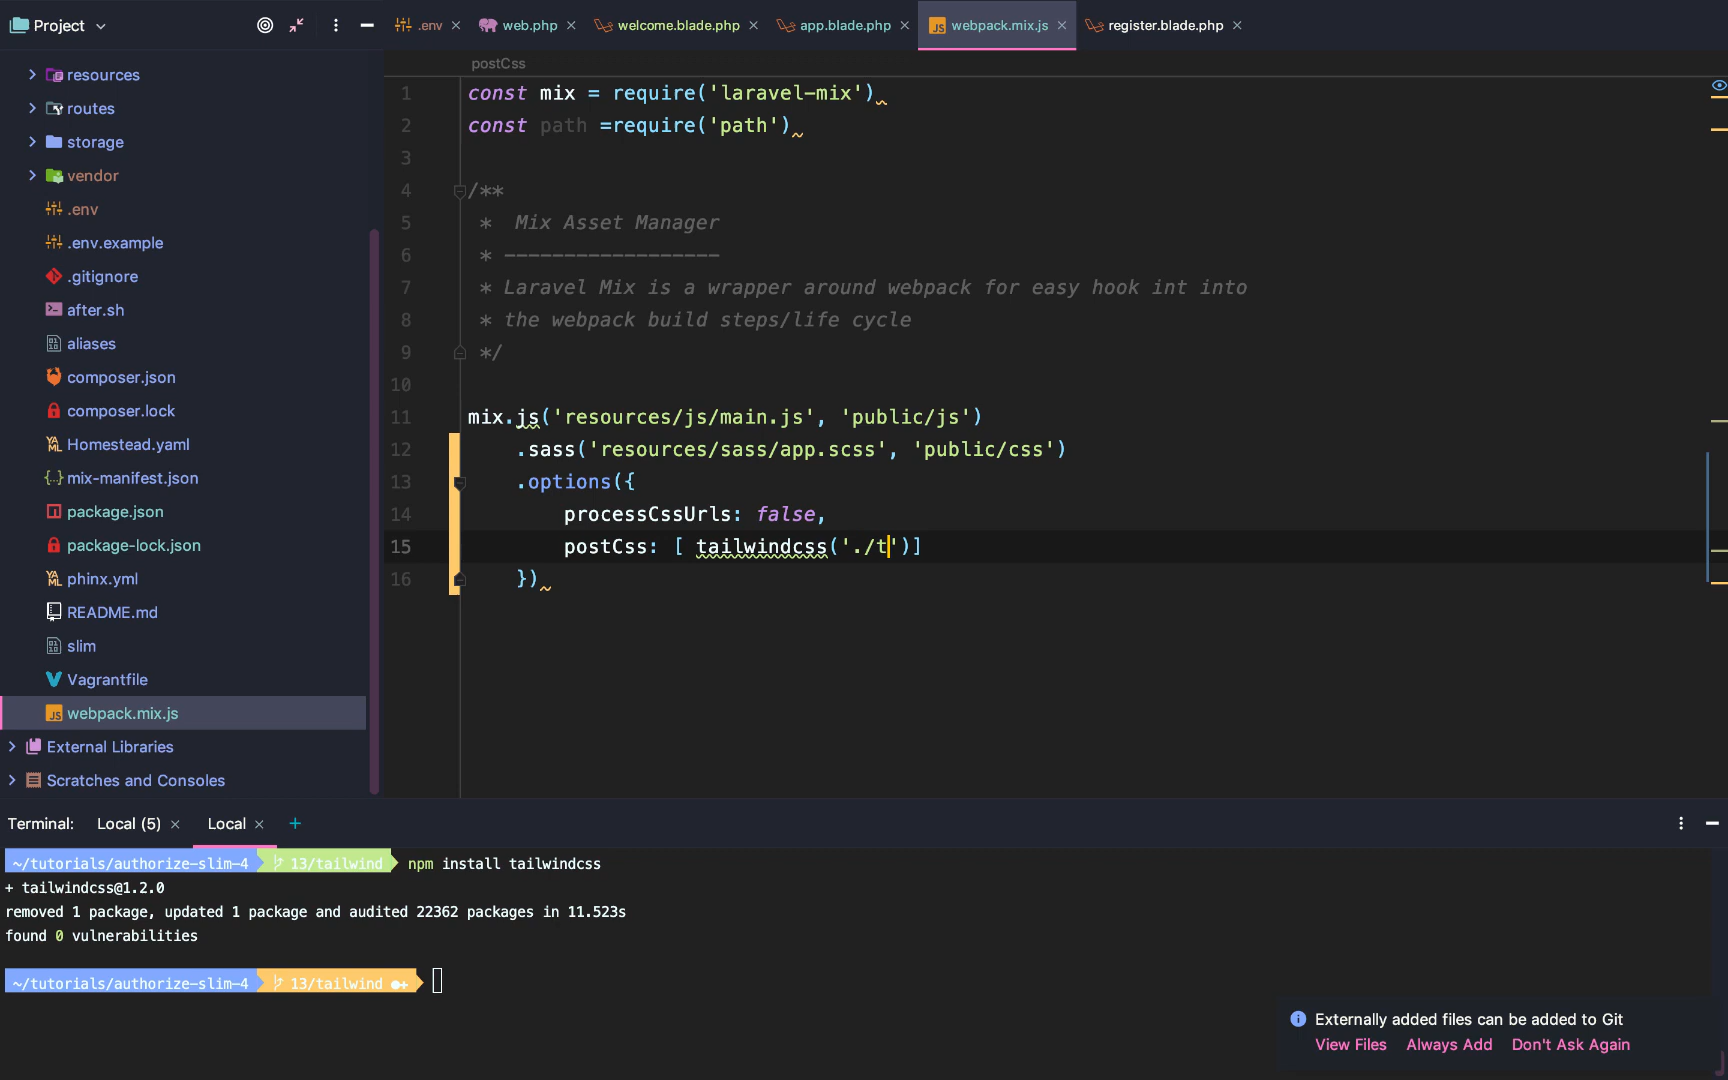 Project
.env
web.php
welcome.blade.php
app.blade.php
webpack.mix.js
register.blade.php
resources
routes
storage
vendor
.env
.env.example
.gitignore
after.sh
aliases
composer.json
composer.lock
Homestead.yaml
mix-manifest.json
package.json
package-lock.json
phinx.yml
README.md
slim
Vagrantfile
webpack.mix.js
External Libraries
Scratches and Consoles
postCss
1 const mix = require('laravel-mix')
2 const path =require('path')
3
4 /**
5 *  Mix Asset Manager
6 * ------------------
7 * Laravel Mix is a wrapper around webpack for easy hook int into
8 * the webpack build steps/life cycle
9 */
10
11 mix.js('resources/js/main.js', 'public/js')
12 .sass('resources/sass/app.scss', 'public/css')
13 .options({
14 processCssUrls: false,
15 postCss: [ tailwindcss('./t')]
16 })
Terminal: Local (5) Local +
~/tutorials/authorize-slim-4 13/tailwind npm install tailwindcss
+ tailwindcss@1.2.0
removed 1 package, updated 1 package and audited 22362 packages in 11.523s
found 0 vulnerabilities
~/tutorials/authorize-slim-4 13/tailwind
Externally added files can be added to Git
View Files Always Add Don't Ask Again